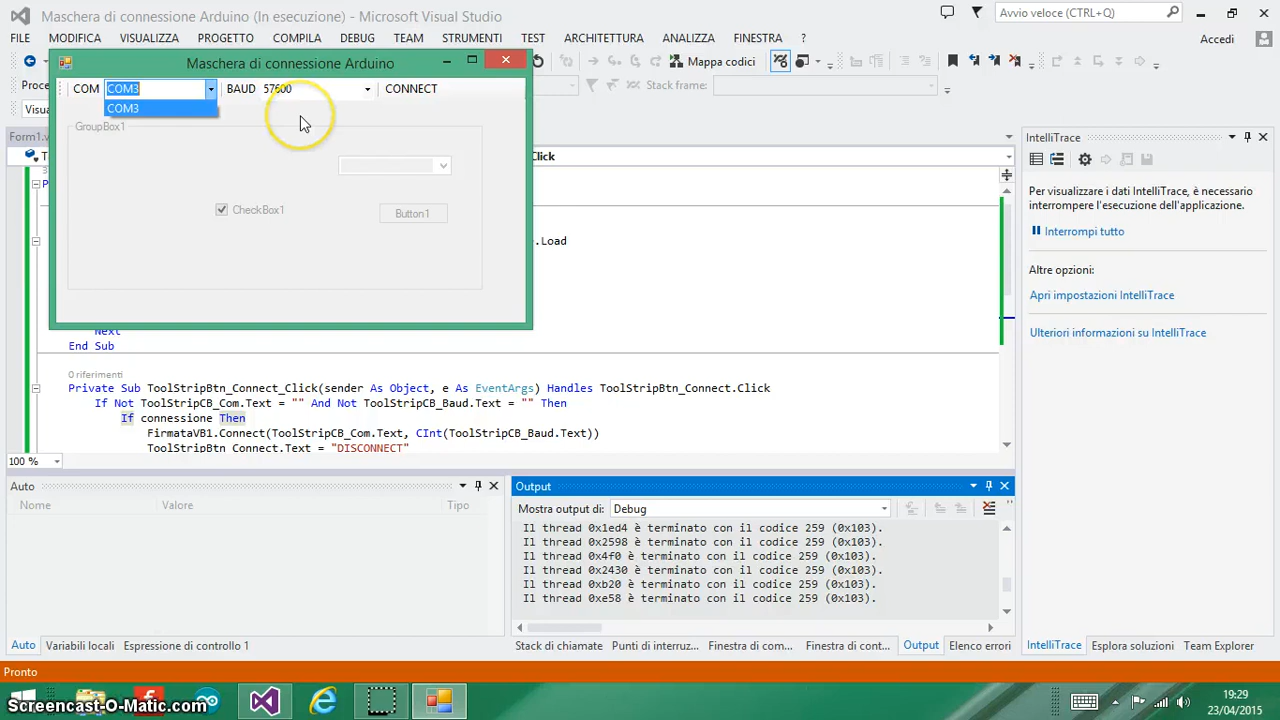 Maschera di connessione Arduino (In esecuzione) - Microsoft Visual Studio
Avvio veloce (CTRL+Q)
FILE MODIFICA VISUALIZZA PROGETTO COMPILA DEBUG TEAM STRUMENTI TEST ARCHITETTURA ANALIZZA FINESTRA
Accedi
Maschera di connessione Arduino
Mappa codici
Proce
Stack frame:
COM COM3 BAUD 57600 CONNECT
COM3
Visua
GroupBox1
CheckBox1
Button1
Form1.v
Click
.Load
Next
End Sub
0 riferimenti
Private Sub ToolStripBtn_Connect_Click(sender As Object, e As EventArgs) Handles ToolStripBtn_Connect.Click
If Not ToolStripCB_Com.Text = "" And Not ToolStripCB_Baud.Text = "" Then
If connessione Then
FirmataVB1.Connect(ToolStripCB_Com.Text, CInt(ToolStripCB_Baud.Text))
ToolStripBtn_Connect.Text = "DISCONNECT"
100 %
IntelliTrace
Per visualizzare i dati IntelliTrace, è necessario
interrompere l'esecuzione dell'applicazione.
Interrompi tutto
Altre opzioni:
Apri impostazioni IntelliTrace
Ulteriori informazioni su IntelliTrace
Auto
Nome Valore Tipo
Output
Mostra output di: Debug
Il thread 0x1ed4 è terminato con il codice 259 (0x103).
Il thread 0x2598 è terminato con il codice 259 (0x103).
Il thread 0x4f0 è terminato con il codice 259 (0x103).
Il thread 0x2430 è terminato con il codice 259 (0x103).
Il thread 0xb20 è terminato con il codice 259 (0x103).
Il thread 0xe58 è terminato con il codice 259 (0x103).
Auto Variabili locali Espressione di controllo 1
Stack di chiamate Punti di interruz... Finestra di com... Finestra di cont... Output Elenco errori
IntelliTrace Esplora soluzioni Team Explorer
Pronto
Screencast-O-Matic.com
19:29
23/04/2015